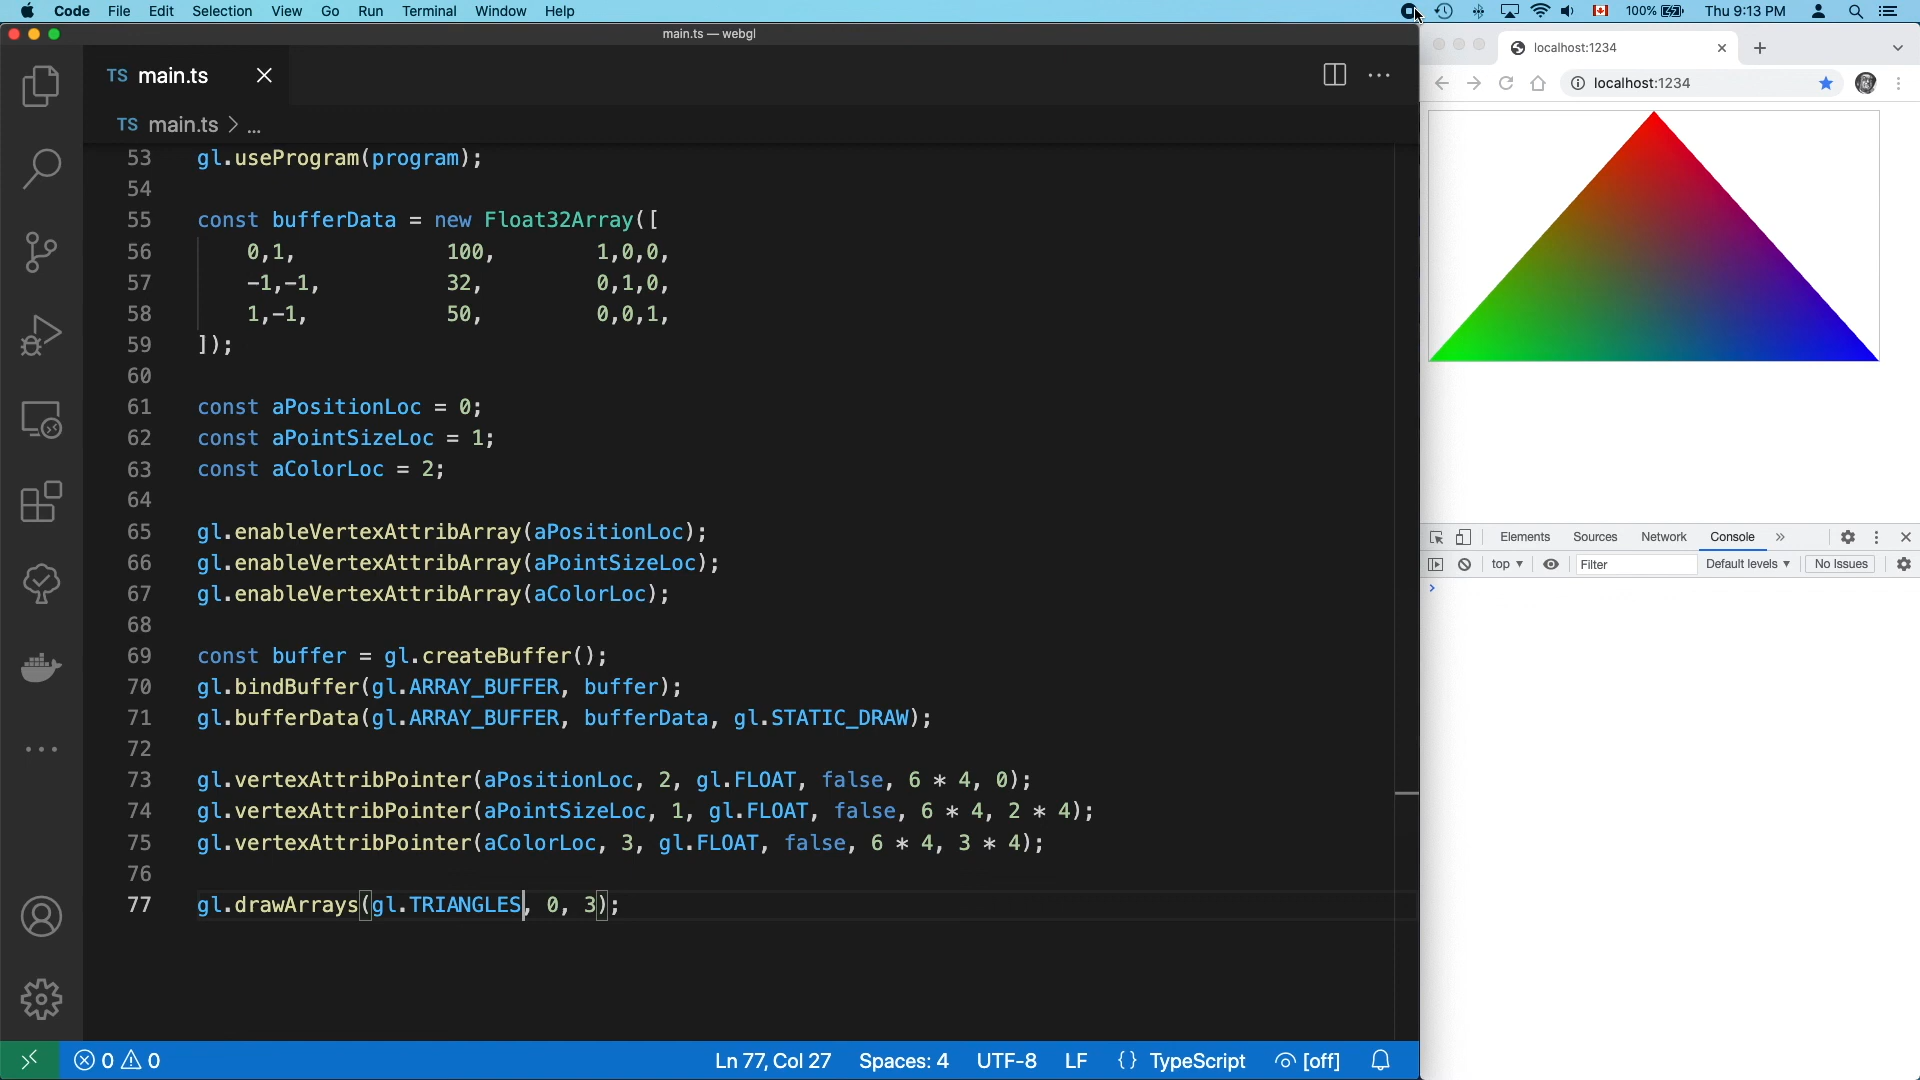 Code File Edit Selection View Go Run Terminal Window Help 100% Thu 9:13 PM
main.ts — webgl
TS main.ts
TS main.ts > ...
53 gl.useProgram(program);
54
55 const bufferData = new Float32Array([
56 0,1, 100, 1,0,0,
57 -1,-1, 32, 0,1,0,
58 1,-1, 50, 0,0,1,
59 ]);
60
61 const aPositionLoc = 0;
62 const aPointSizeLoc = 1;
63 const aColorLoc = 2;
64
65 gl.enableVertexAttribArray(aPositionLoc);
66 gl.enableVertexAttribArray(aPointSizeLoc);
67 gl.enableVertexAttribArray(aColorLoc);
68
69 const buffer = gl.createBuffer();
70 gl.bindBuffer(gl.ARRAY_BUFFER, buffer);
71 gl.bufferData(gl.ARRAY_BUFFER, bufferData, gl.STATIC_DRAW);
72
73 gl.vertexAttribPointer(aPositionLoc, 2, gl.FLOAT, false, 6 * 4, 0);
74 gl.vertexAttribPointer(aPointSizeLoc, 1, gl.FLOAT, false, 6 * 4, 2 * 4);
75 gl.vertexAttribPointer(aColorLoc, 3, gl.FLOAT, false, 6 * 4, 3 * 4);
76
77 gl.drawArrays(gl.TRIANGLES, 0, 3);
0 0 Ln 77, Col 27 Spaces: 4 UTF-8 LF {} TypeScript [off]
localhost:1234
localhost:1234
Elements Sources Network Console »
top Filter Default levels No Issues